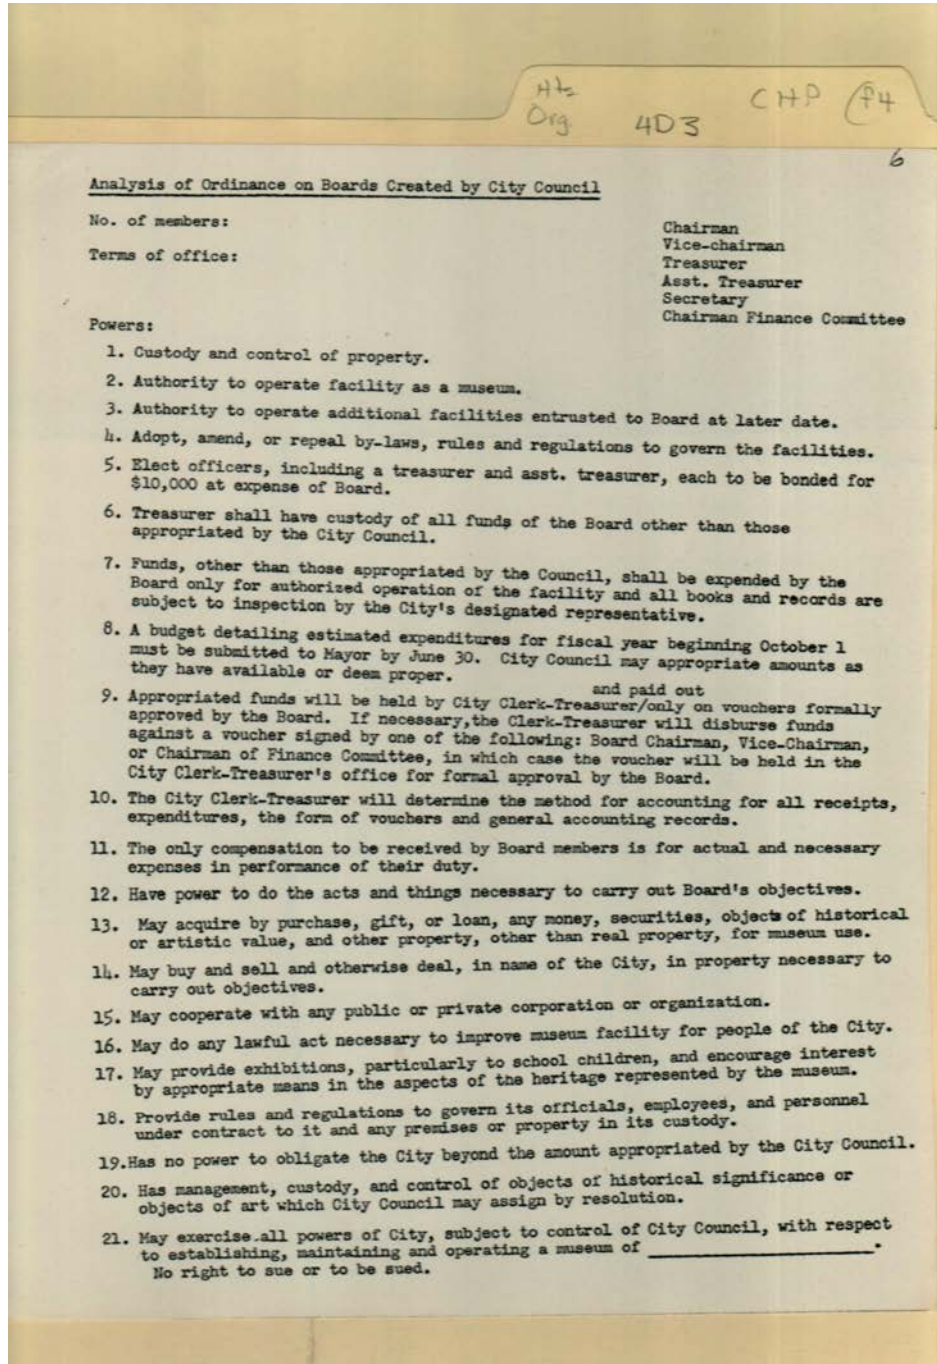 Hts
Org.
4D3
CHP
f4
6
Analysis of Ordinance on Boards Created by City Council
No. of members:
Terms of office:
Chairman
Vice-chairman
Treasurer
Asst. Treasurer
Secretary
Chairman Finance Committee
Powers:
1. Custody and control of property.
2. Authority to operate facility as a museum.
3. Authority to operate additional facilities entrusted to Board at later date.
4. Adopt, amend, or repeal by-laws, rules and regulations to govern the facilities.
5. Elect officers, including a treasurer and asst. treasurer, each to be bonded for
$10,000 at expense of Board.
6. Treasurer shall have custody of all funds of the Board other than those
appropriated by the City Council.
7. Funds, other than those appropriated by the Council, shall be expended by the
Board only for authorized operation of the facility and all books and records are
subject to inspection by the City's designated representative.
8. A budget detailing estimated expenditures for fiscal year beginning October 1
must be submitted to Mayor by June 30. City Council may appropriate amounts as
they have available or deem proper.
and paid out
9. Appropriated funds will be held by City Clerk-Treasurer/only on vouchers formally
approved by the Board. If necessary,the Clerk-Treasurer will disburse funds
against a voucher signed by one of the following: Board Chairman, Vice-Chairman,
or Chairman of Finance Committee, in which case the voucher will be held in the
City Clerk-Treasurer's office for formal approval by the Board.
10. The City Clerk-Treasurer will determine the method for accounting for all receipts,
expenditures, the form of vouchers and general accounting records.
11. The only compensation to be received by Board members is for actual and necessary
expenses in performance of their duty.
12. Have power to do the acts and things necessary to carry out Board's objectives.
13. May acquire by purchase, gift, or loan, any money, securities, objects of historical
or artistic value, and other property, other than real property, for museum use.
14. May buy and sell and otherwise deal, in name of the City, in property necessary to
carry out objectives.
15. May cooperate with any public or private corporation or organization.
16. May do any lawful act necessary to improve museum facility for people of the City.
17. May provide exhibitions, particularly to school children, and encourage interest
by appropriate means in the aspects of the heritage represented by the museum.
18. Provide rules and regulations to govern its officials, employees, and personnel
under contract to it and any premises or property in its custody.
19.Has no power to obligate the City beyond the amount appropriated by the City Council.
20. Has management, custody, and control of objects of historical significance or
objects of art which City Council may assign by resolution.
21. May exercise all powers of City, subject to control of City Council, with respect
to establishing, maintaining and operating a museum of ____________________.
No right to sue or to be sued.